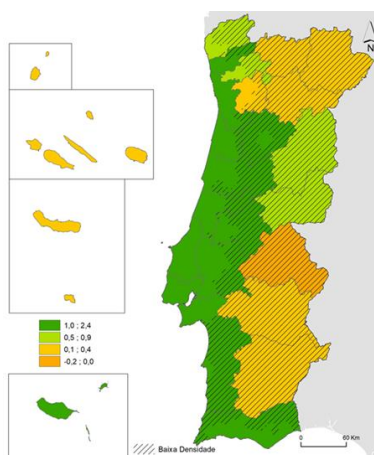 N
1,0 ; 2,4
0,5 ; 0,9
0,1 ; 0,4
-0,2 ; 0,0
Baixa Densidade
0 60 Km